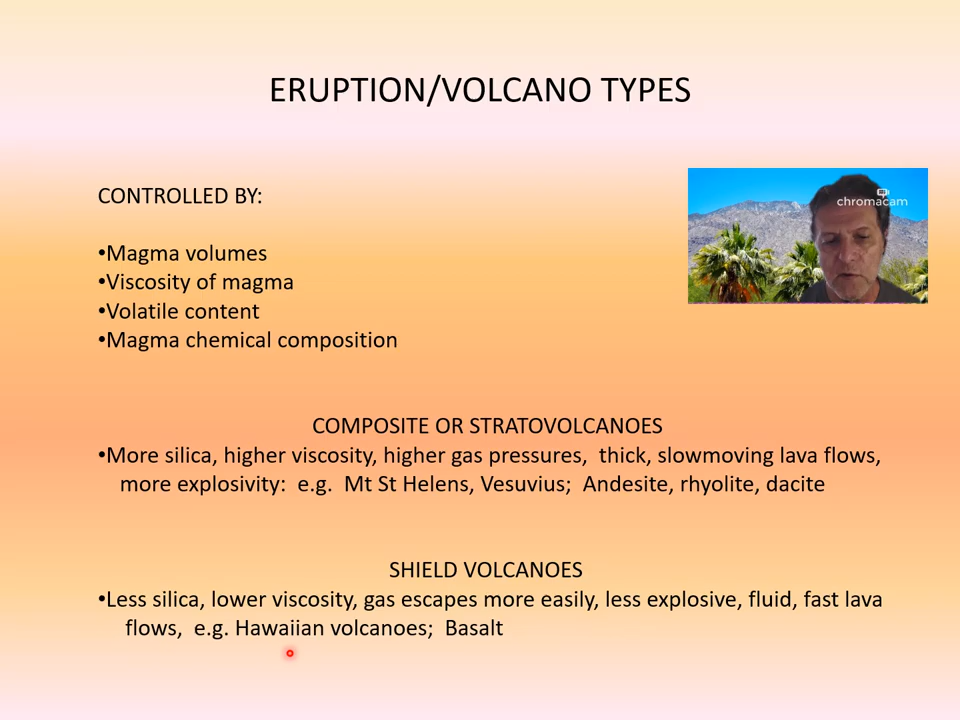 ERUPTION/VOLCANO TYPES
CONTROLLED BY:
chromacam
•Magma volumes
•Viscosity of magma
•Volatile content
•Magma chemical composition
COMPOSITE OR STRATOVOLCANOES
•More silica, higher viscosity, higher gas pressures,  thick, slowmoving lava flows,
more explosivity:  e.g.  Mt St Helens, Vesuvius;  Andesite, rhyolite, dacite
SHIELD VOLCANOES
•Less silica, lower viscosity, gas escapes more easily, less explosive, fluid, fast lava
flows,  e.g. Hawaiian volcanoes;  Basalt